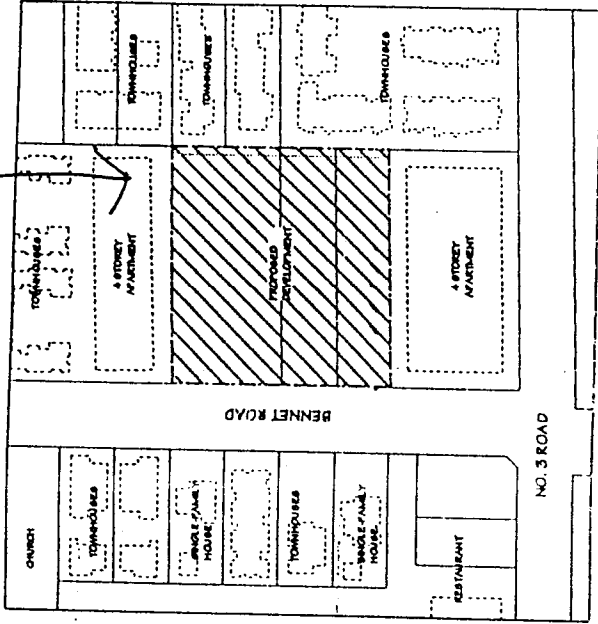 TOWNHOUSES
TOWNHOUSES
TOWNHOUSES
TOWNHOUSES
4 STOREY
APARTMENT
PROPOSED
DEVELOPMENT
4 STOREY
APARTMENT
BENNET ROAD
NO. 3 ROAD
CHURCH
TOWNHOUSES
SINGLE-FAMILY
HOUSE
TOWNHOUSES
SINGLE-FAMILY
HOUSE
RESTAURANT